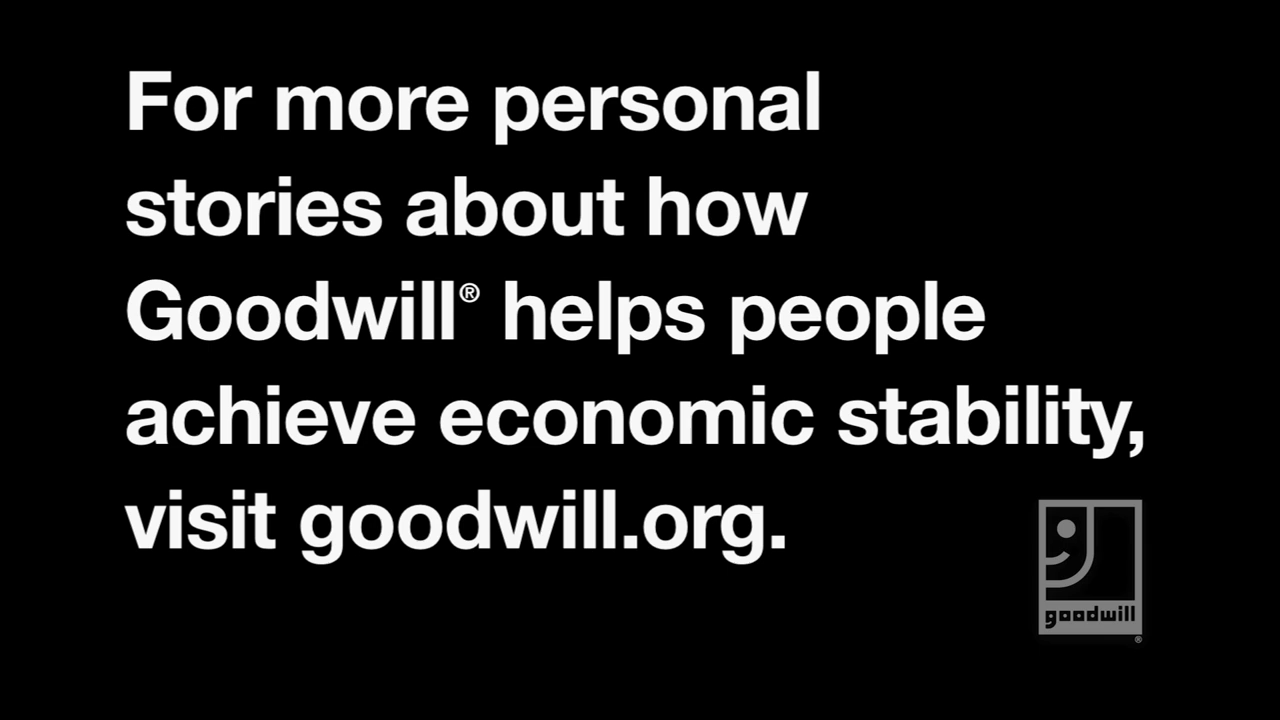 For more personal
stories about how
Goodwill® helps people
achieve economic stability,
visit goodwill.org.
goodwill
®